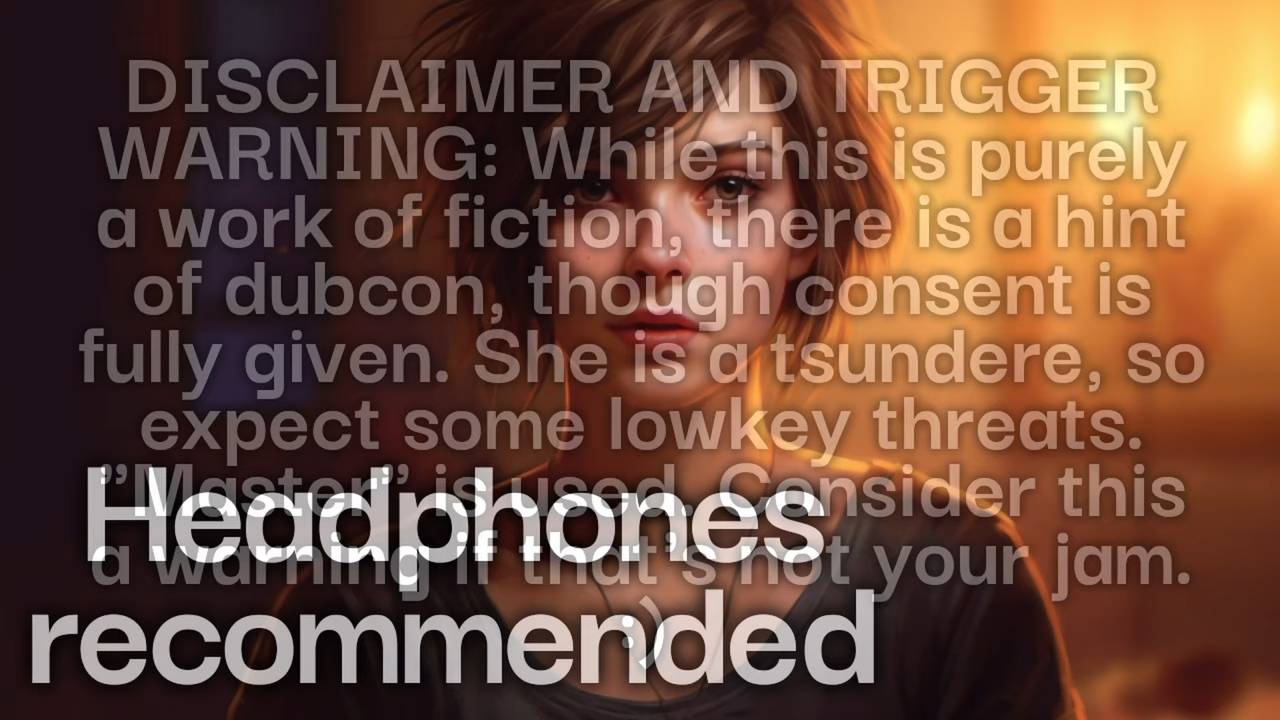 DISCLAIMER AND TRIGGER
WARNING: While this is purely
a work of fiction, there is a hint
of dubcon, though consent is
fully given. She is a tsundere, so
expect some lowkey threats.
"Master" is used. Consider this
a warning if that's not your jam.
:)
Headphones
recommended